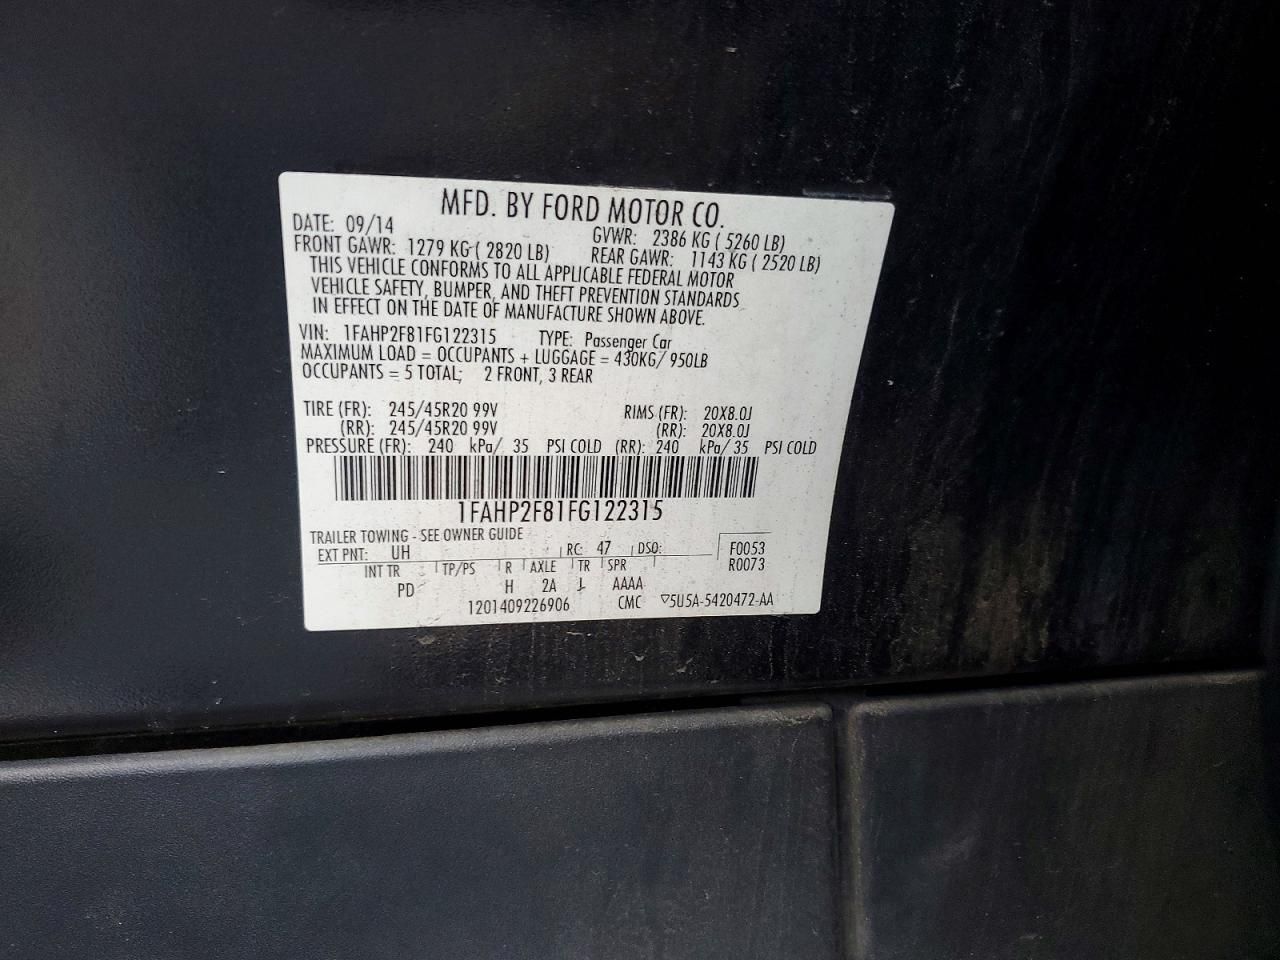 MFD. BY FORD MOTOR CO.
DATE: 09/14 GVWR: 2386 KG ( 5260 LB)
FRONT GAWR: 1279 KG ( 2820 LB) REAR GAWR: 1143 KG ( 2520 LB)
THIS VEHICLE CONFORMS TO ALL APPLICABLE FEDERAL MOTOR
VEHICLE SAFETY, BUMPER, AND THEFT PREVENTION STANDARDS
IN EFFECT ON THE DATE OF MANUFACTURE SHOWN ABOVE.
VIN: 1FAHP2F81FG122315 TYPE: Passenger Car
MAXIMUM LOAD = OCCUPANTS + LUGGAGE = 430KG/ 950LB
OCCUPANTS = 5 TOTAL; 2 FRONT, 3 REAR
TIRE (FR): 245/45R20 99V RIMS (FR): 20X8.0J
(RR): 245/45R20 99V (RR): 20X8.0J
PRESSURE (FR): 240 kPa/ 35 PSI COLD (RR): 240 kPa/ 35 PSI COLD
1FAHP2F81FG122315
TRAILER TOWING - SEE OWNER GUIDE
EXT PNT: UH RC: 47 DSO: F0053
INT TR TP/PS R AXLE TR SPR R0073
PD H 2A J AAAA
1201409226906 CMC ▽5U5A-5420472-AA